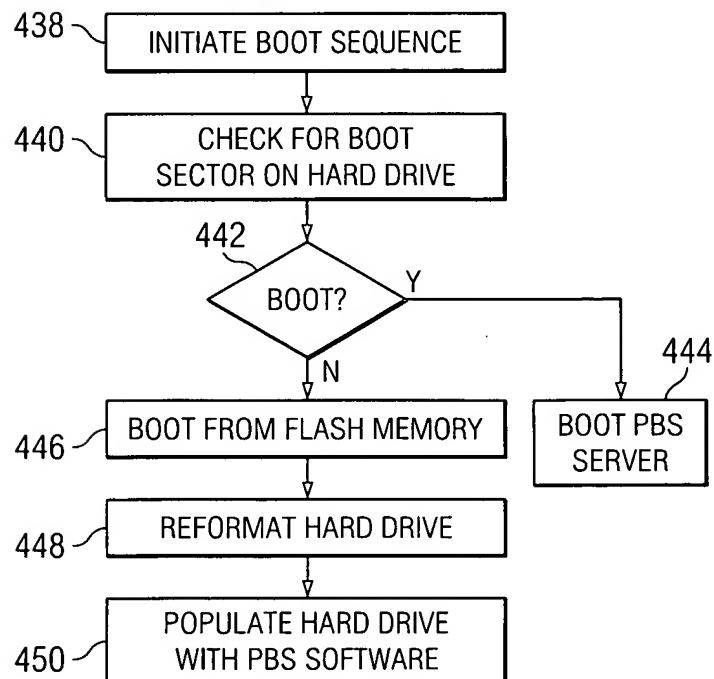 438
INITIATE BOOT SEQUENCE
440
CHECK FOR BOOT
SECTOR ON HARD DRIVE
442
BOOT?
Y
N
444
BOOT PBS
SERVER
446
BOOT FROM FLASH MEMORY
448
REFORMAT HARD DRIVE
450
POPULATE HARD DRIVE
WITH PBS SOFTWARE